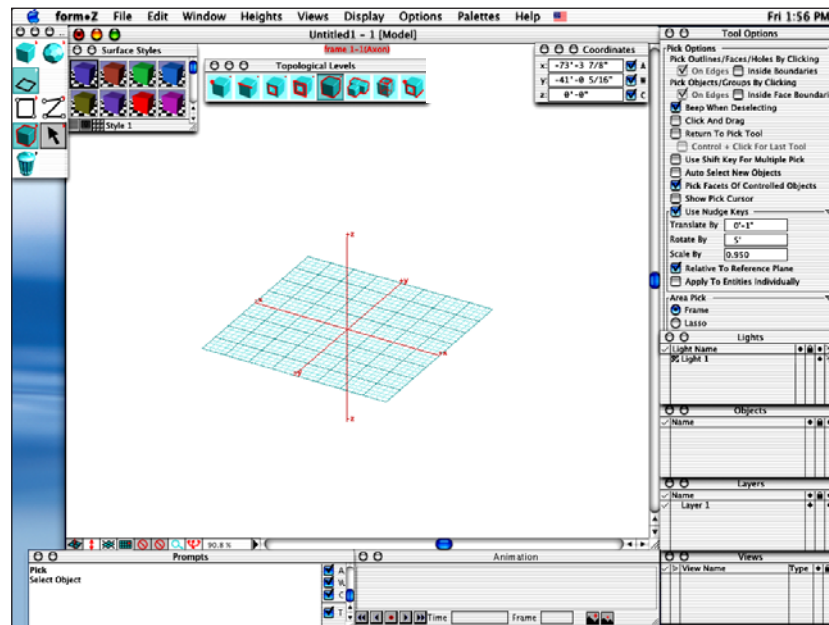 form•Z File Edit Window Heights Views Display Options Palettes Help Fri 1:56 PM
Untitled1 - 1 [Model]
frame 1-1(Axon)
Surface Styles
Style 1
Topological Levels
Coordinates
x: -73'-3 7/8" A
y: -41'-0 5/16" W
z: 0'-0" C
Tool Options
Pick Options
Pick Outlines/Faces/Holes By Clicking
On Edges Inside Boundaries
Pick Objects/Groups By Clicking
On Edges Inside Face Boundari
Beep When Deselecting
Click And Drag
Return To Pick Tool
Control + Click For Last Tool
Use Shift Key For Multiple Pick
Auto Select New Objects
Pick Facets Of Controlled Objects
Show Pick Cursor
Use Nudge Keys
Translate By 0'-1"
Rotate By 5'
Scale By 0.950
Relative To Reference Plane
Apply To Entities Individually
Area Pick
Frame
Lasso
Lights
Light Name
Light 1
Objects
Name
Layers
Name
Layer 1
Views
View Name Type
+z
+y
-x
+x
-y
-z
90.8 %
Prompts
Pick
Select Object
A
W
C
T
Animation
Time Frame